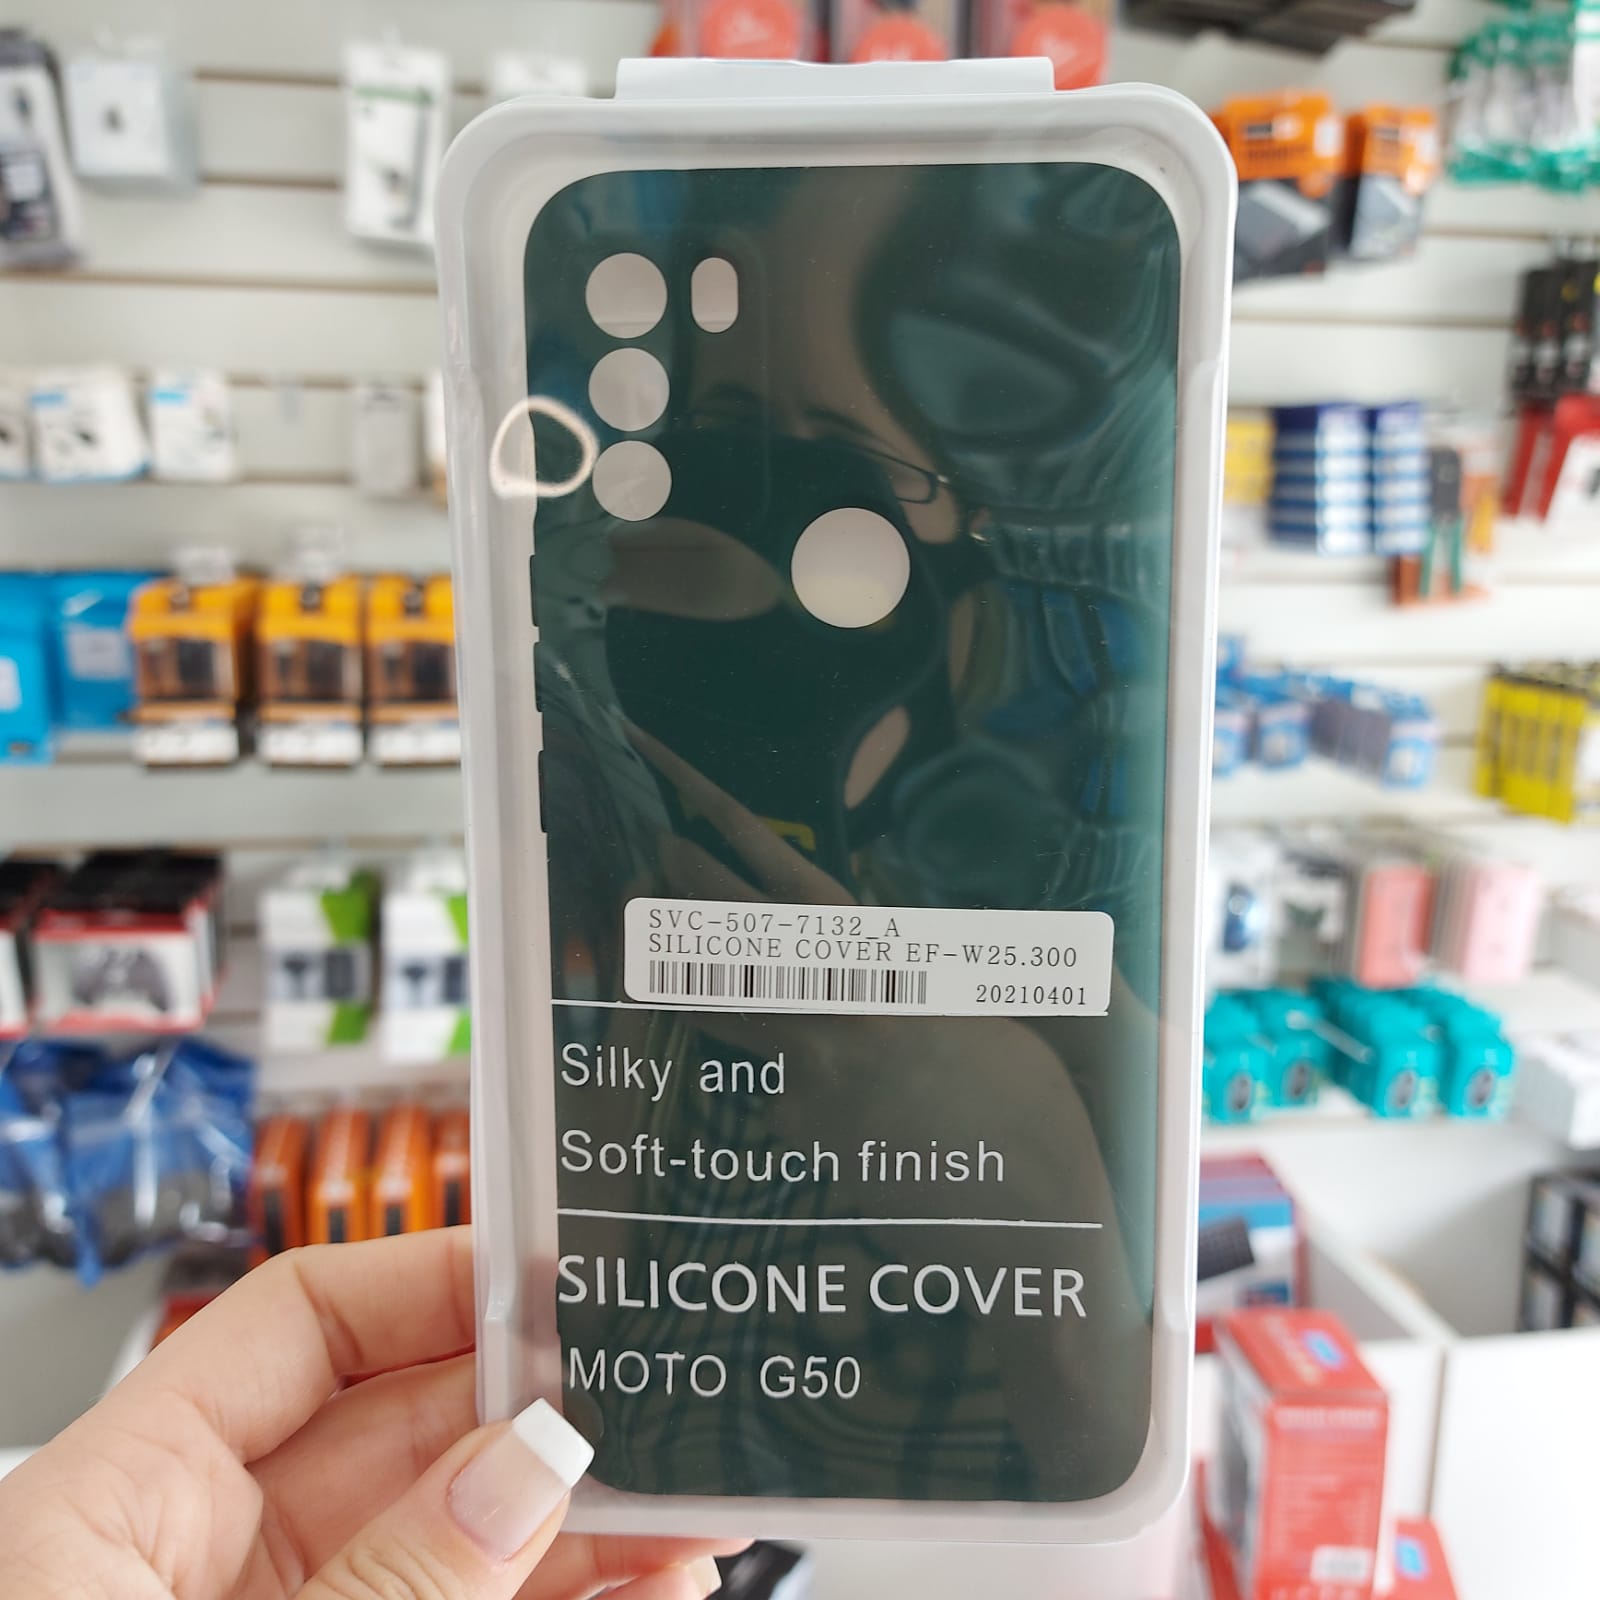 SVC-507-7132_A
SILICONE COVER EF-W25.300
20210401
Silky and
Soft-touch finish
SILICONE COVER
MOTO G50